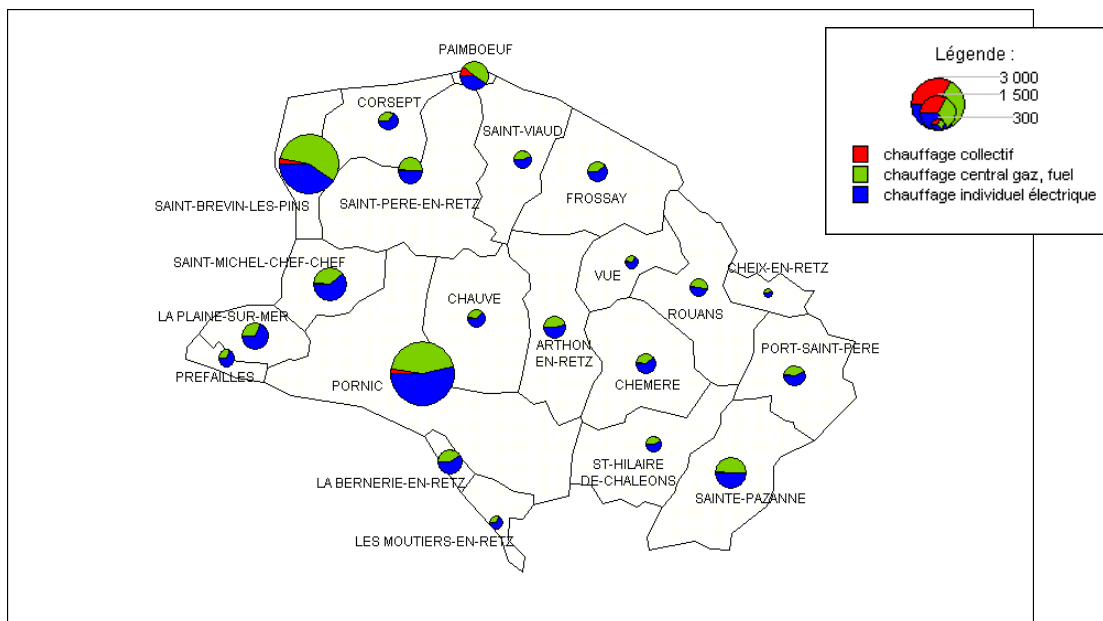 PAIMBOEUF
CORSEPT
SAINT-VIAUD
SAINT-BREVIN-LES-PINS
SAINT-PERE-EN-RETZ
FROSSAY
SAINT-MICHEL-CHEF-CHEF
VUE
CHEIX-EN-RETZ
CHAUVE
ROUANS
LA PLAINE-SUR-MER
ARTHON
EN-RETZ
PORT-SAINT-PERE
PREFAILLES
PORNIC
CHEMERE
LA BERNERIE-EN-RETZ
ST-HILAIRE
DE-CHALEONS
SAINTE-PAZANNE
LES MOUTIERS-EN-RETZ
Légende :
3 000
1 500
300
chauffage collectif
chauffage central gaz, fuel
chauffage individuel électrique